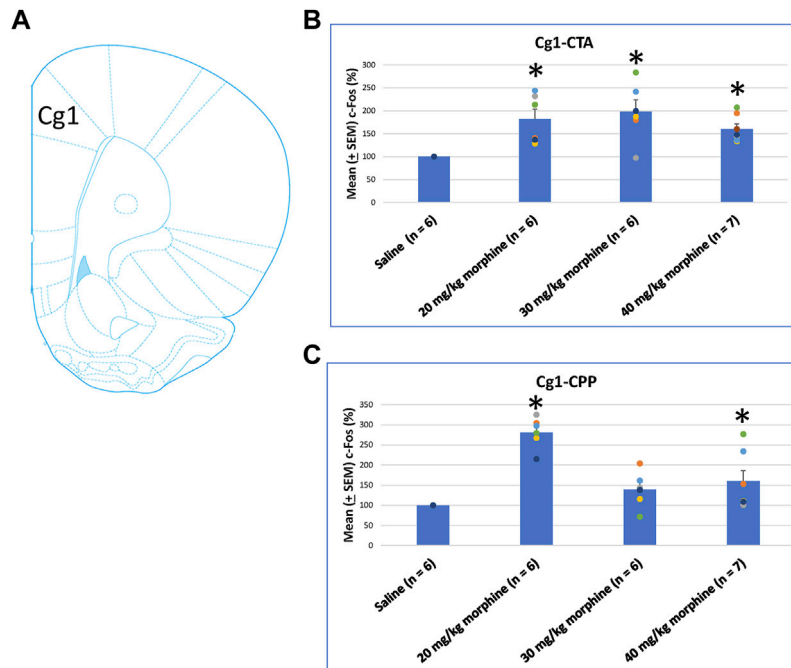 A
Cg1
B
Cg1-CTA
Mean (± SEM) c-Fos (%)
300
250
200
150
100
50
0
*
*
*
Saline (n = 6)
20 mg/kg morphine (n = 6)
30 mg/kg morphine (n = 6)
40 mg/kg morphine (n = 7)
C
Cg1-CPP
Mean (± SEM) c-Fos (%)
350
300
250
200
150
100
50
0
*
*
Saline (n = 6)
20 mg/kg morphine (n = 6)
30 mg/kg morphine (n = 6)
40 mg/kg morphine (n = 7)